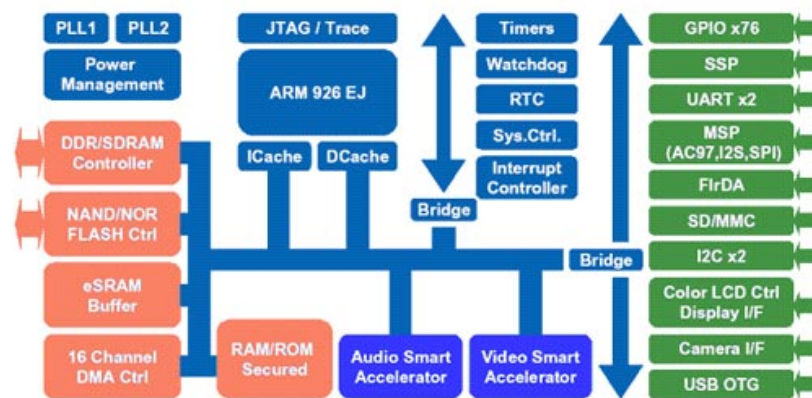 PLL1
PLL2
Power
Management
JTAG / Trace
ARM 926 EJ
ICache
DCache
Timers
Watchdog
RTC
Sys.Ctrl.
Interrupt
Controller
Bridge
Bridge
DDR/SDRAM
Controller
NAND/NOR
FLASH Ctrl
eSRAM
Buffer
16 Channel
DMA Ctrl
RAM/ROM
Secured
Audio Smart
Accelerator
Video Smart
Accelerator
GPIO x76
SSP
UART x2
MSP
(AC97,I2S,SPI)
FIrDA
SD/MMC
I2C x2
Color LCD Ctrl
Display I/F
Camera I/F
USB OTG